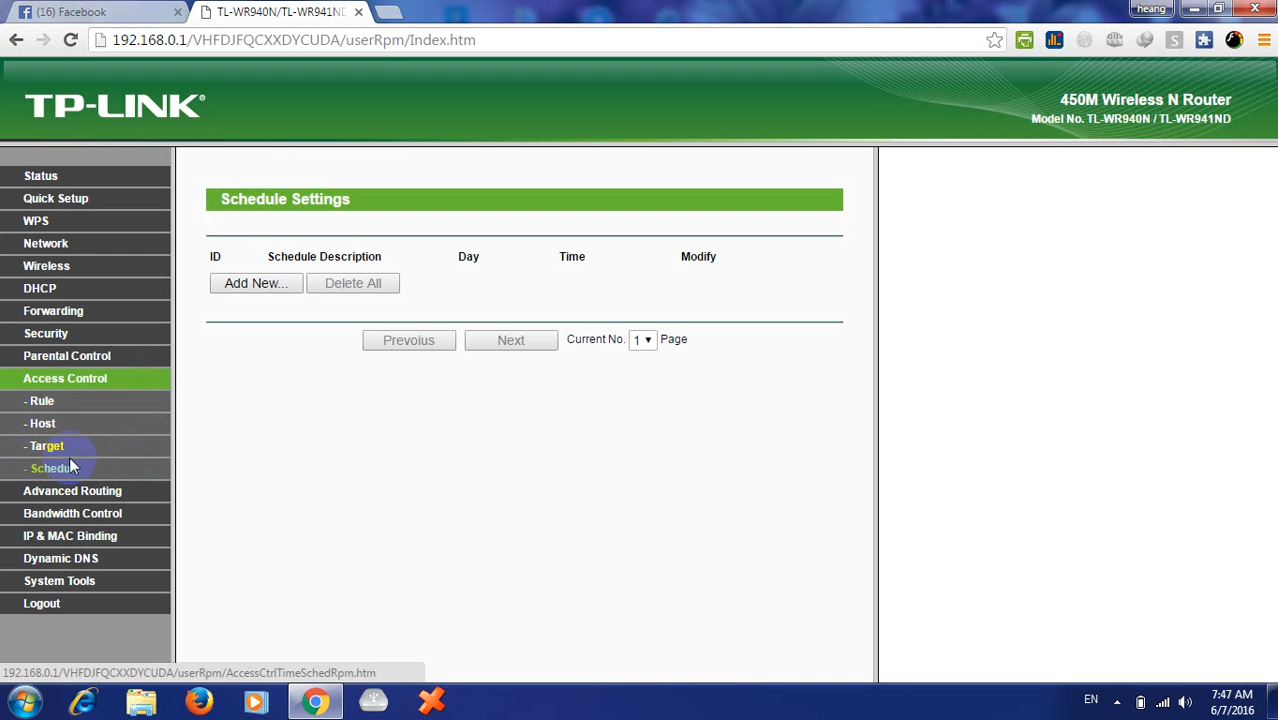 (16) Facebook
TL-WR940N/TL-WR941ND
heang
192.168.0.1/VHFDJFQCXXDYCUDA/userRpm/Index.htm
TP-LINK®
450M Wireless N Router
Model No. TL-WR940N / TL-WR941ND
Status
Quick Setup
WPS
Network
Wireless
DHCP
Forwarding
Security
Parental Control
Access Control
- Rule
- Host
- Target
- Schedu
Advanced Routing
Bandwidth Control
IP & MAC Binding
Dynamic DNS
System Tools
Logout
Schedule Settings
ID Schedule Description Day Time Modify
Add New... Delete All
Prevoius Next Current No. 1 Page
192.168.0.1/VHFDJFQCXXDYCUDA/userRpm/AccessCtrlTimeSchedRpm.htm
EN
7:47 AM
6/7/2016